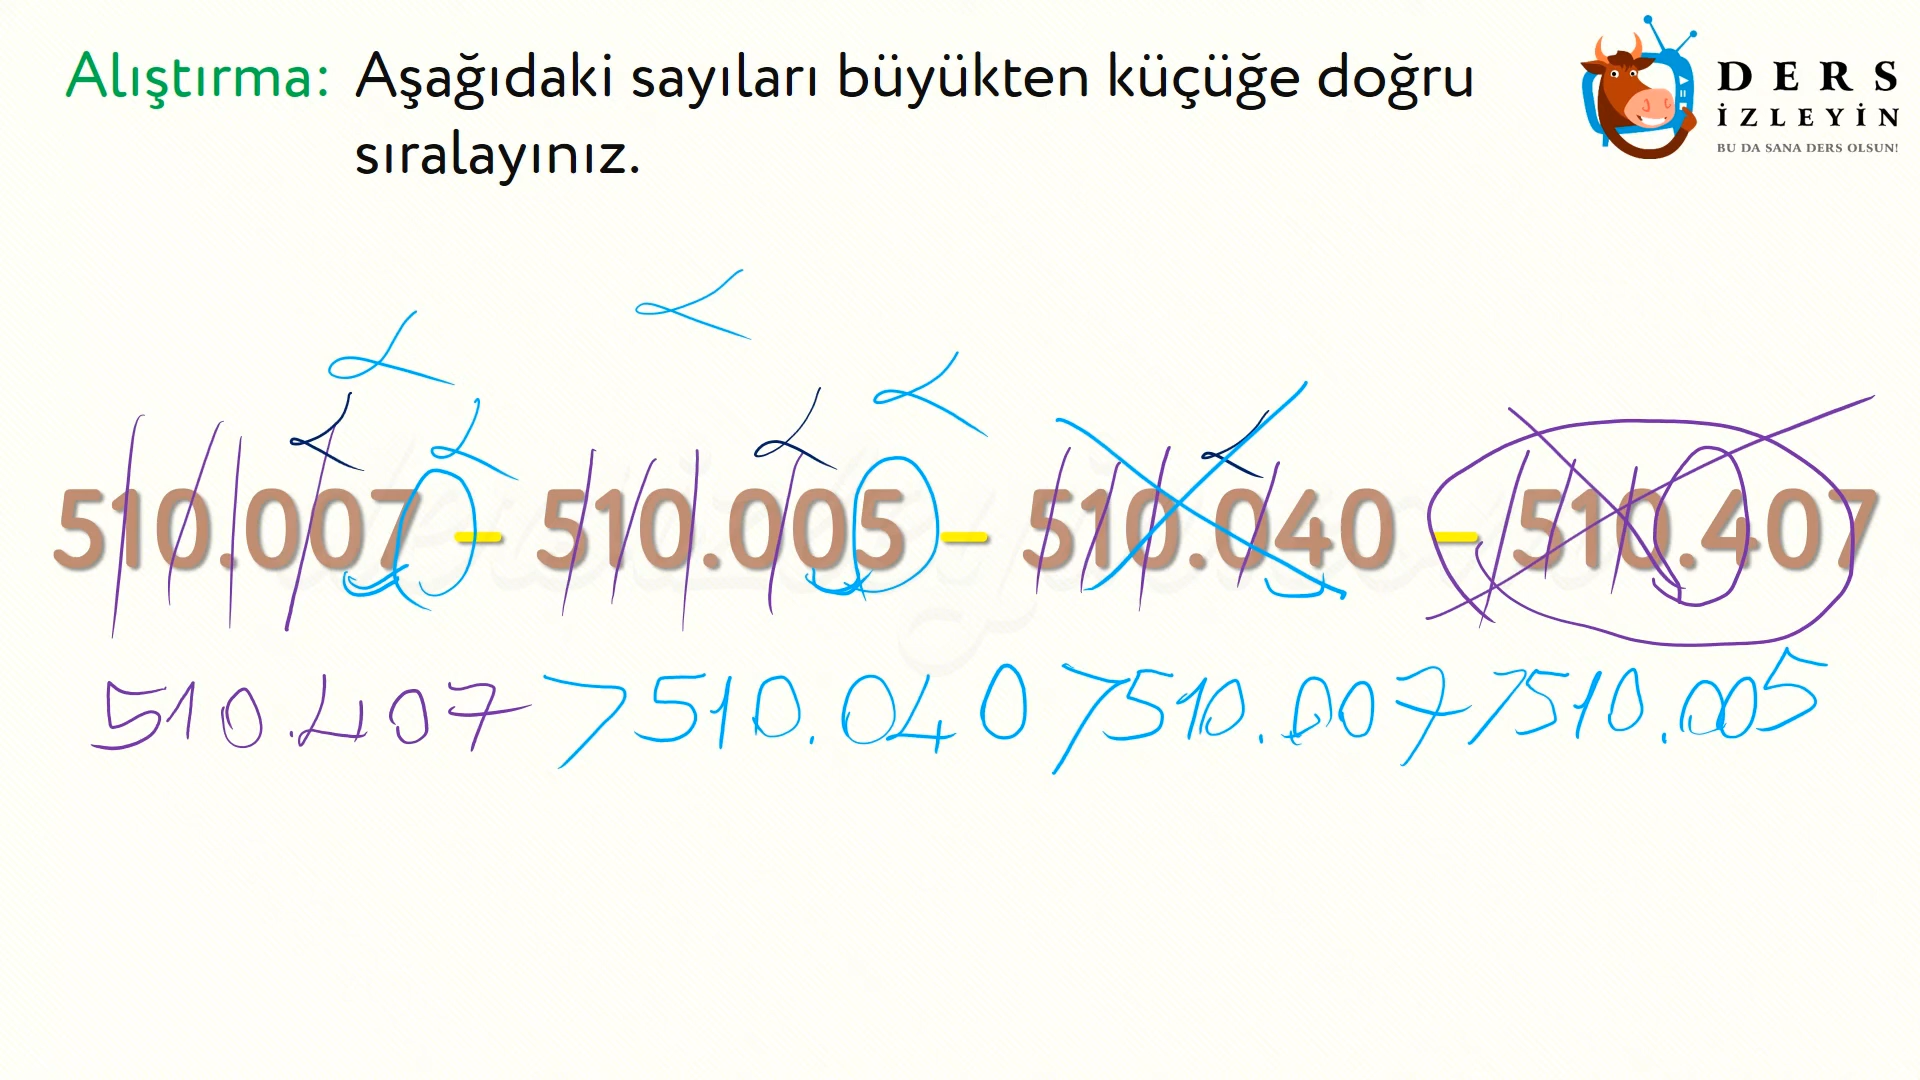 Alıştırma: Aşağıdaki sayıları büyükten küçüğe doğru
sıralayınız.
DERS
İZLEYİN
BU DA SANA DERS OLSUN!
510.007 – 510.005 – 510.040 – 510.407
510.407 > 510.040 > 510.007 > 510.005